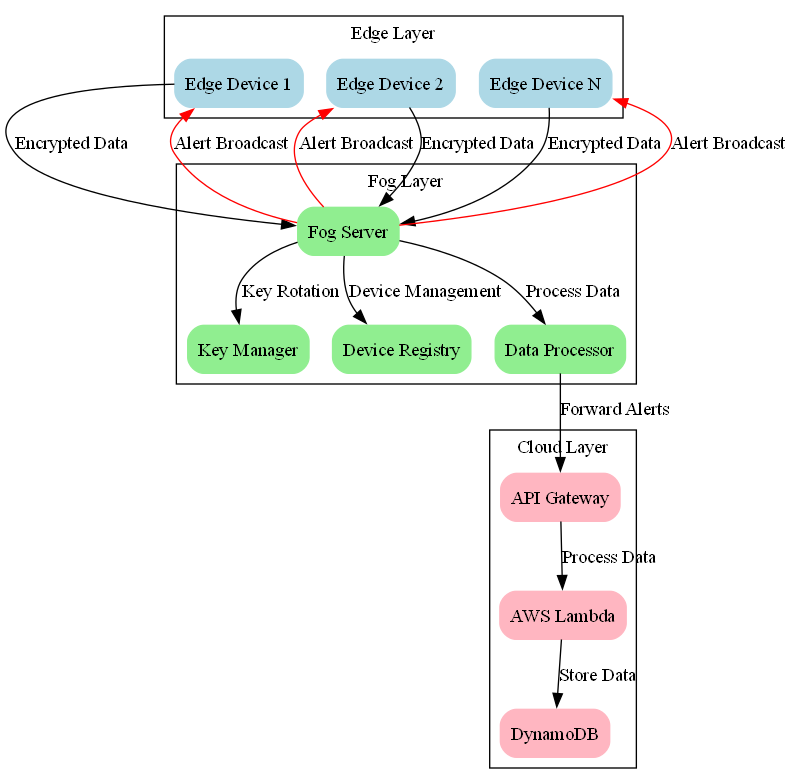 Edge Layer
Edge Device 1
Edge Device 2
Edge Device N
Encrypted Data
Alert Broadcast
Alert Broadcast
Encrypted Data
Encrypted Data
Alert Broadcast
Fog Layer
Fog Server
Key Rotation
Device Management
Process Data
Key Manager
Device Registry
Data Processor
Forward Alerts
Cloud Layer
API Gateway
Process Data
AWS Lambda
Store Data
DynamoDB